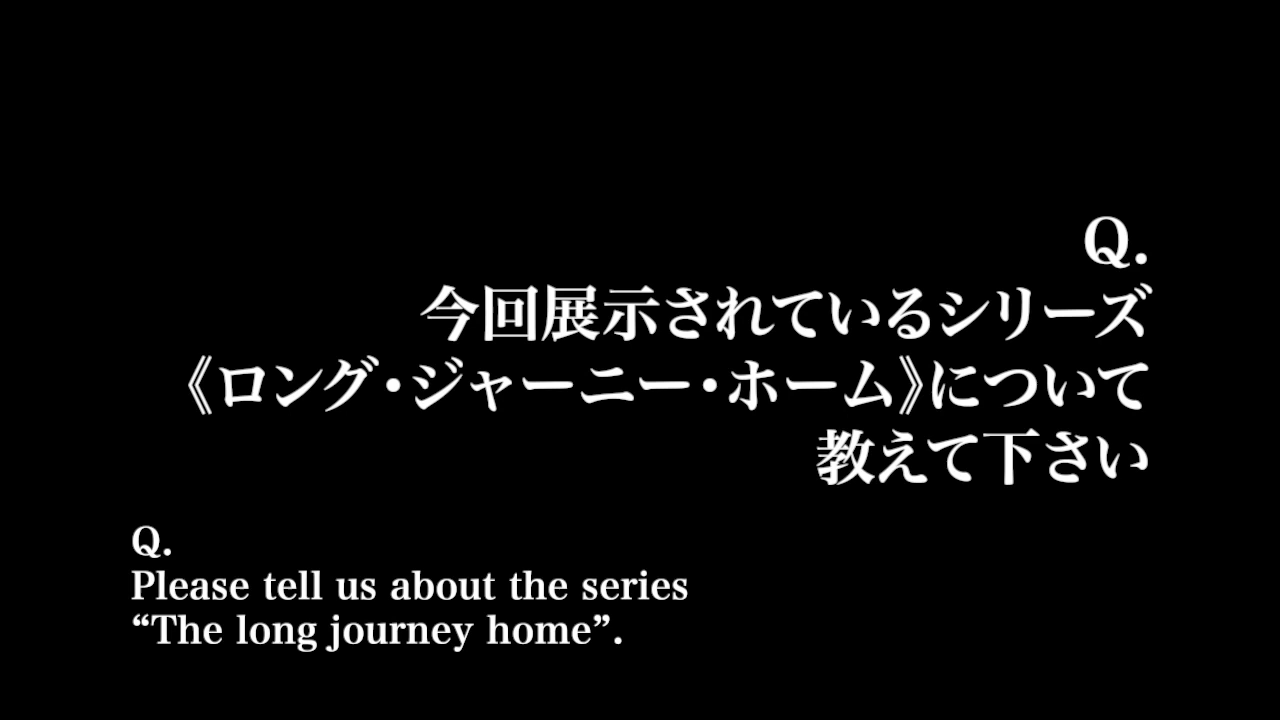 Q.
今回展示されているシリーズ
《ロング・ジャーニー・ホーム》について
教えて下さい
Q.
Please tell us about the series
“The long journey home”.